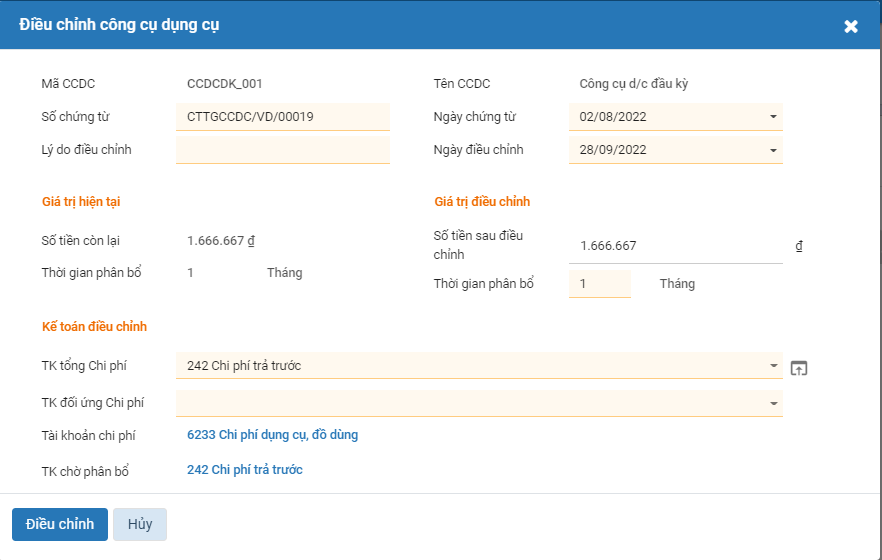 Điều chỉnh công cụ dụng cụ
Mã CCDC CCDCDK_001 Tên CCDC Công cụ d/c đầu kỳ
Số chứng từ CTTGCCDC/VD/00019 Ngày chứng từ 02/08/2022
Lý do điều chỉnh Ngày điều chỉnh 28/09/2022
Giá trị hiện tại Giá trị điều chỉnh
Số tiền còn lại 1.666.667 ₫ Số tiền sau điều
chỉnh 1.666.667 ₫
Thời gian phân bổ 1 Tháng Thời gian phân bổ 1 Tháng
Kế toán điều chỉnh
TK tổng Chi phí 242 Chi phí trả trước
TK đối ứng Chi phí
Tài khoản chi phí 6233 Chi phí dụng cụ, đồ dùng
TK chờ phân bổ 242 Chi phí trả trước
Điều chỉnh Hủy